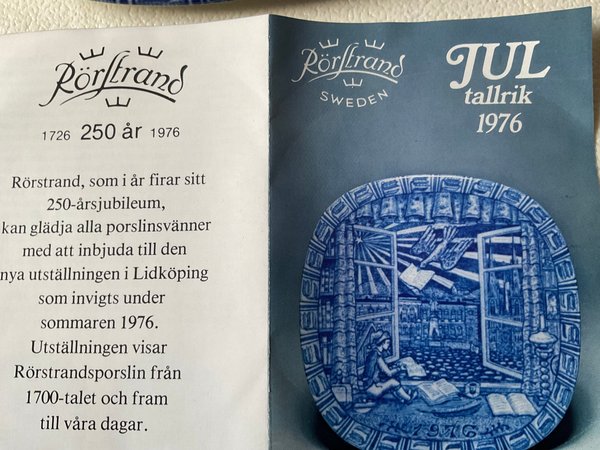 Rörstrand
1726 250 år 1976
Rörstrand, som i år firar sitt
250-årsjubileum,
kan glädja alla porslinsvänner
med att inbjuda till den
nya utställningen i Lidköping
som invigts under
sommaren 1976.
Utställningen visar
Rörstrandsporslin från
1700-talet och fram
till våra dagar.
Rörstrand
SWEDEN
JUL
tallrik
1976
1976